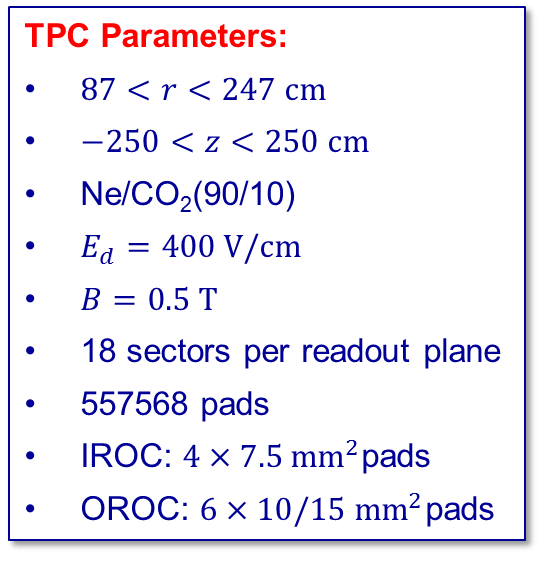 TPC Parameters:
• 87 < r < 247 cm
• −250 < z < 250 cm
• Ne/CO₂(90/10)
• E_d = 400 V/cm
• B = 0.5 T
• 18 sectors per readout plane
• 557568 pads
• IROC: 4 × 7.5 mm² pads
• OROC: 6 × 10/15 mm² pads